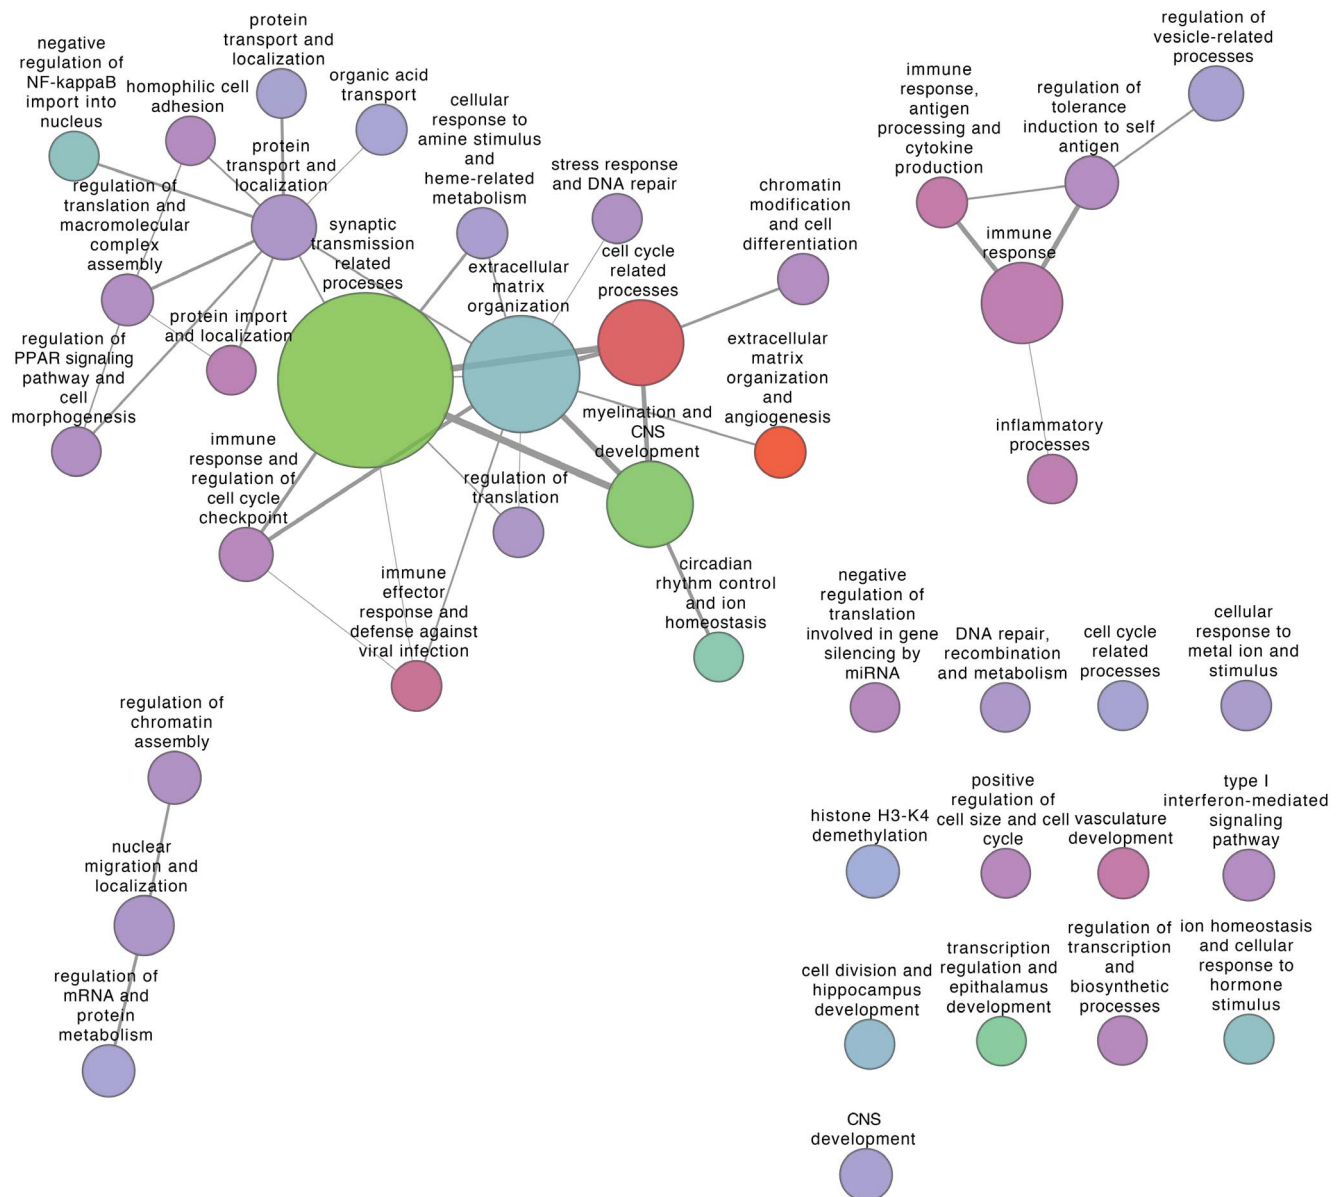 negative
regulation of
NF-kappaB
import into
nucleus
homophilic cell
adhesion
protein
transport and
localization
organic acid
transport
protein
transport and
localization
cellular
response to
amine stimulus
and
heme-related
metabolism
stress response
and DNA repair
chromatin
modification
and cell
differentiation
regulation of
translation and
macromolecular
complex
assembly
synaptic
transmission
related
processes
extracellular
matrix
organization
cell cycle
related
processes
protein import
and localization
regulation of
PPAR signaling
pathway and
cell
morphogenesis
extracellular
matrix
organization
and
angiogenesis
myelination and
CNS
development
immune
response and
regulation of
cell cycle
checkpoint
regulation of
translation
immune
effector
response and
defense against
viral infection
circadian
rhythm control
and ion
homeostasis
immune
response,
antigen
processing and
cytokine
production
regulation of
tolerance
induction to self
antigen
regulation of
vesicle-related
processes
immune
response
inflammatory
processes
regulation of
chromatin
assembly
nuclear
migration and
localization
regulation of
mRNA and
protein
metabolism
negative
regulation of
translation
involved in gene
silencing by
miRNA
DNA repair,
recombination
and metabolism
cell cycle
related
processes
cellular
response to
metal ion and
stimulus
histone H3-K4
demethylation
positive
regulation of
cell size and cell
cycle
vasculature
development
type I
interferon-mediated
signaling
pathway
cell division and
hippocampus
development
transcription
regulation and
epithalamus
development
regulation of
transcription
and
biosynthetic
processes
ion homeostasis
and cellular
response to
hormone
stimulus
CNS
development